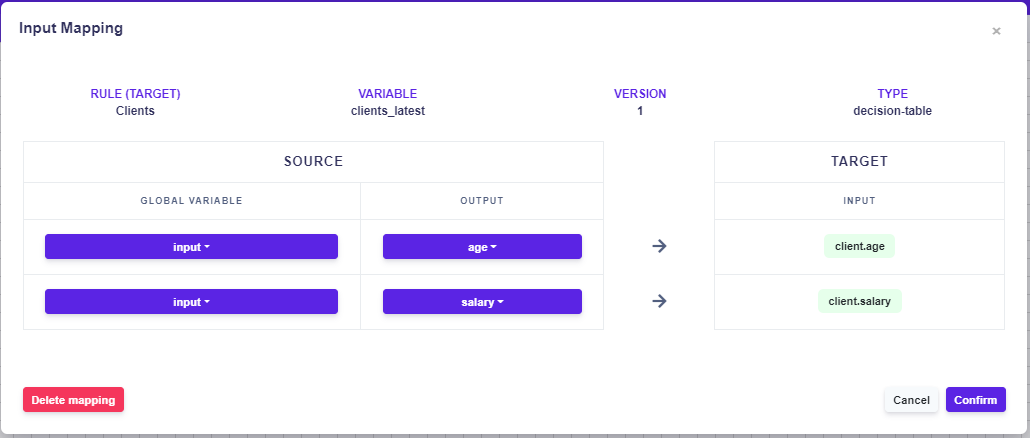 Input Mapping
×
RULE (TARGET) VARIABLE VERSION TYPE
Clients clients_latest 1 decision-table
SOURCE TARGET
GLOBAL VARIABLE OUTPUT INPUT
input age → client.age
input salary → client.salary
Delete mapping Cancel Confirm